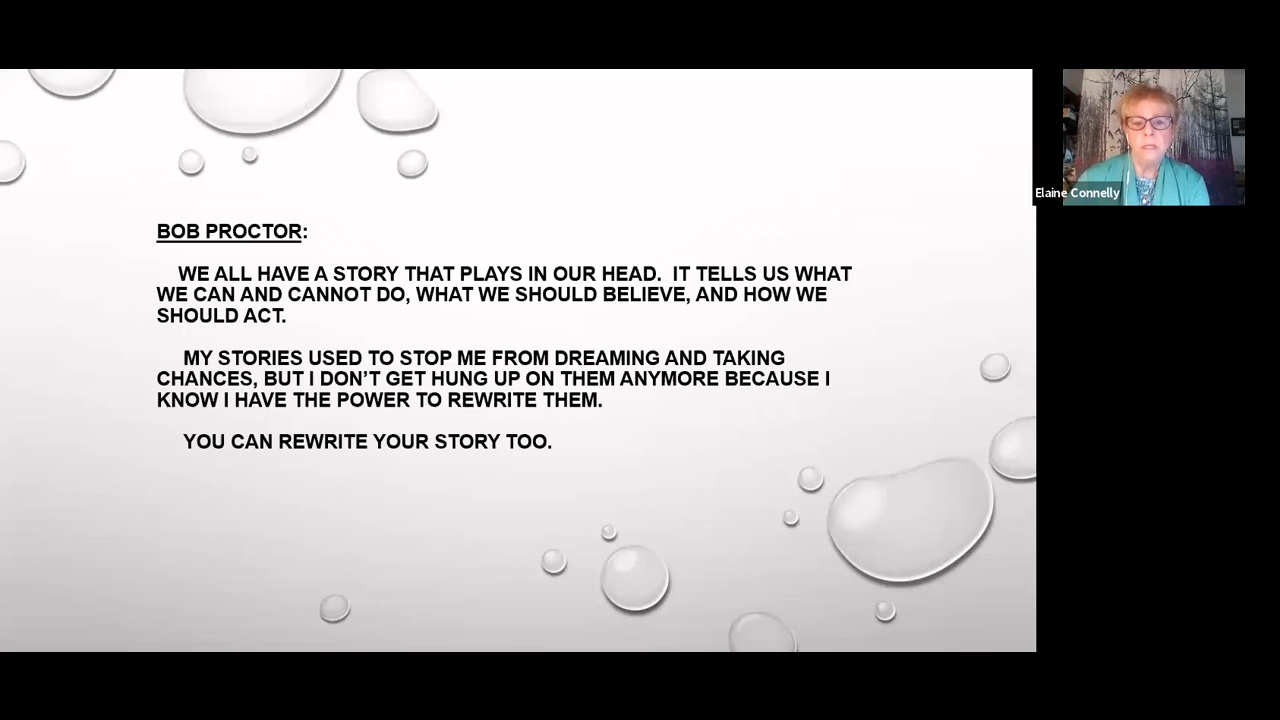 BOB PROCTOR:
WE ALL HAVE A STORY THAT PLAYS IN OUR HEAD.  IT TELLS US WHAT
WE CAN AND CANNOT DO, WHAT WE SHOULD BELIEVE, AND HOW WE
SHOULD ACT.
MY STORIES USED TO STOP ME FROM DREAMING AND TAKING
CHANCES, BUT I DON’T GET HUNG UP ON THEM ANYMORE BECAUSE I
KNOW I HAVE THE POWER TO REWRITE THEM.
YOU CAN REWRITE YOUR STORY TOO.
Elaine Connelly